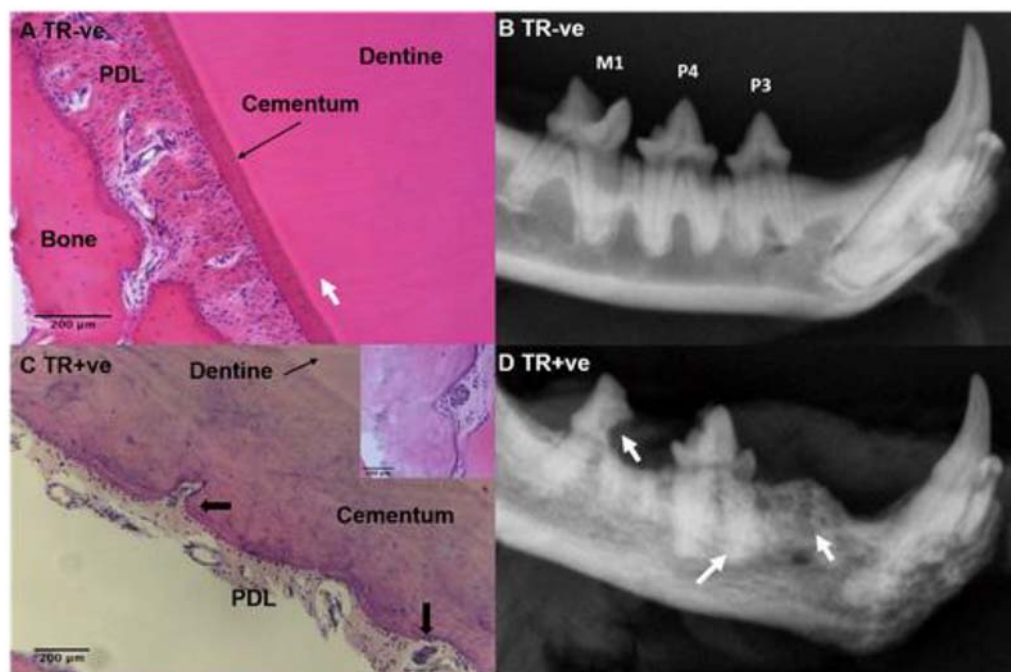 A TR-ve
Dentine
PDL
Cementum
Bone
200 μm
B TR-ve
M1
P4
P3
C TR+ve
Dentine
Cementum
PDL
200 μm
D TR+ve